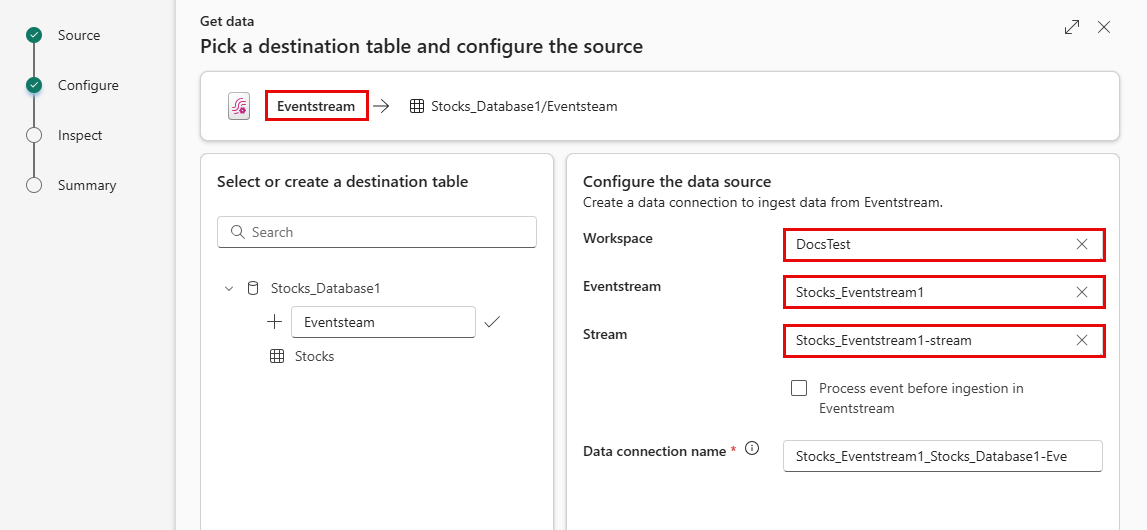 Source
Configure
Inspect
Summary
Get data
Pick a destination table and configure the source
Eventstream
Stocks_Database1/Eventsteam
Select or create a destination table
Search
Stocks_Database1
Eventsteam
Stocks
Configure the data source
Create a data connection to ingest data from Eventstream.
Workspace
DocsTest
Eventstream
Stocks_Eventstream1
Stream
Stocks_Eventstream1-stream
Process event before ingestion in
Eventstream
Data connection name *
Stocks_Eventstream1_Stocks_Database1-Eve